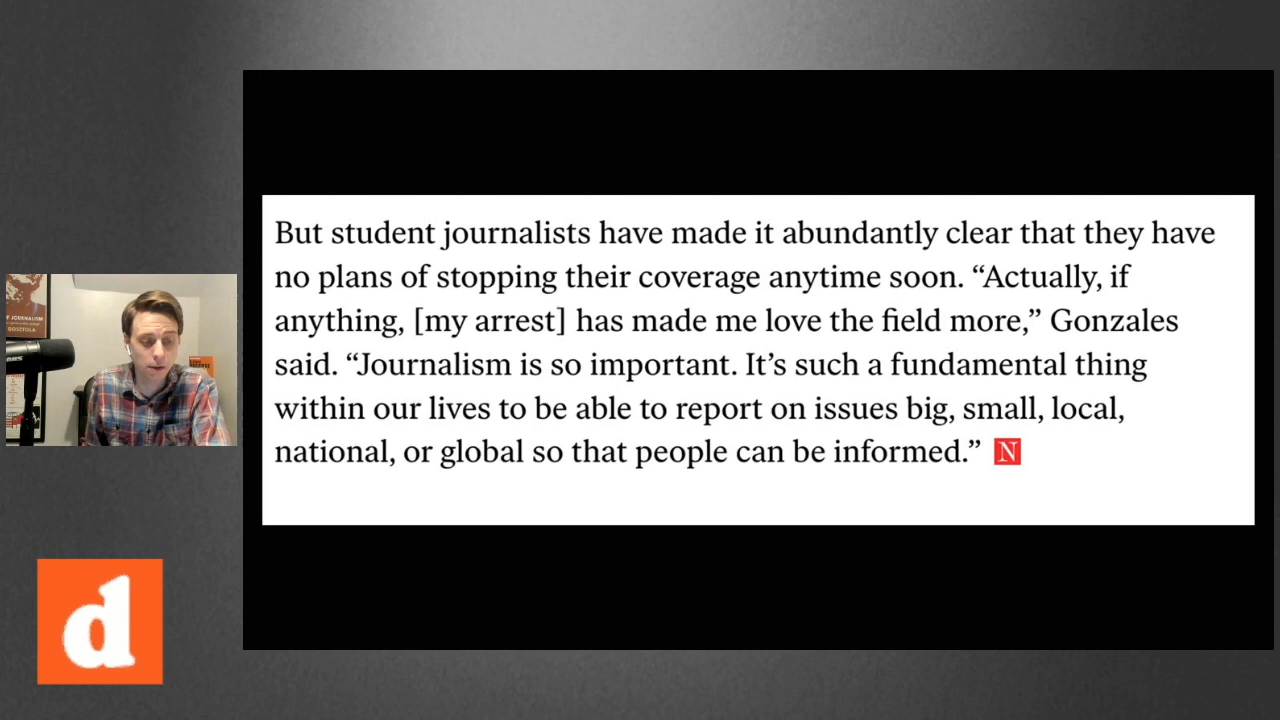 But student journalists have made it abundantly clear that they have
no plans of stopping their coverage anytime soon. “Actually, if
anything, [my arrest] has made me love the field more,” Gonzales
said. “Journalism is so important. It’s such a fundamental thing
within our lives to be able to report on issues big, small, local,
national, or global so that people can be informed.” N
JOURNALISM
GOSZTOLA
d